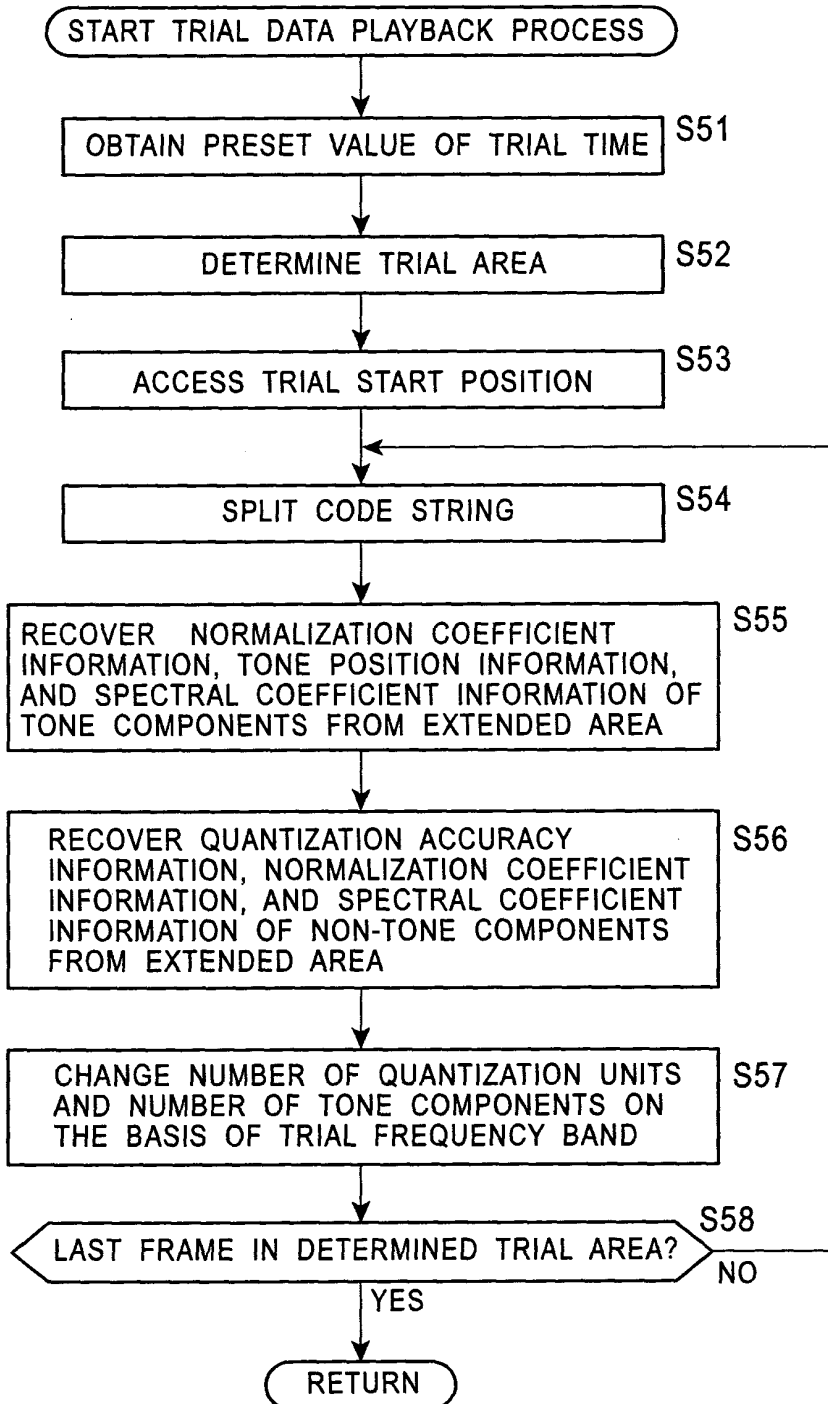 START TRIAL DATA PLAYBACK PROCESS
OBTAIN PRESET VALUE OF TRIAL TIME
S51
DETERMINE TRIAL AREA
S52
ACCESS TRIAL START POSITION
S53
SPLIT CODE STRING
S54
RECOVER NORMALIZATION COEFFICIENT
INFORMATION, TONE POSITION INFORMATION,
AND SPECTRAL COEFFICIENT INFORMATION OF
TONE COMPONENTS FROM EXTENDED AREA
S55
RECOVER QUANTIZATION ACCURACY
INFORMATION, NORMALIZATION COEFFICIENT
INFORMATION, AND SPECTRAL COEFFICIENT
INFORMATION OF NON-TONE COMPONENTS
FROM EXTENDED AREA
S56
CHANGE NUMBER OF QUANTIZATION UNITS
AND NUMBER OF TONE COMPONENTS ON
THE BASIS OF TRIAL FREQUENCY BAND
S57
S58
LAST FRAME IN DETERMINED TRIAL AREA?
NO
YES
RETURN